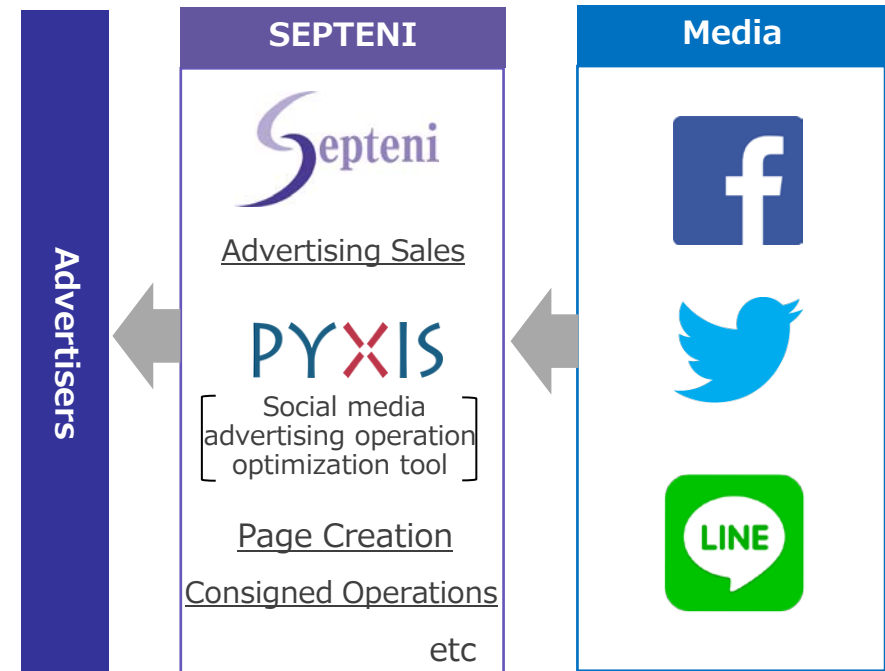 Advertisers
SEPTENI
Septeni
Advertising Sales
PYXIS
Social media
advertising operation
optimization tool
Page Creation
Consigned Operations
etc
Media
f
LINE